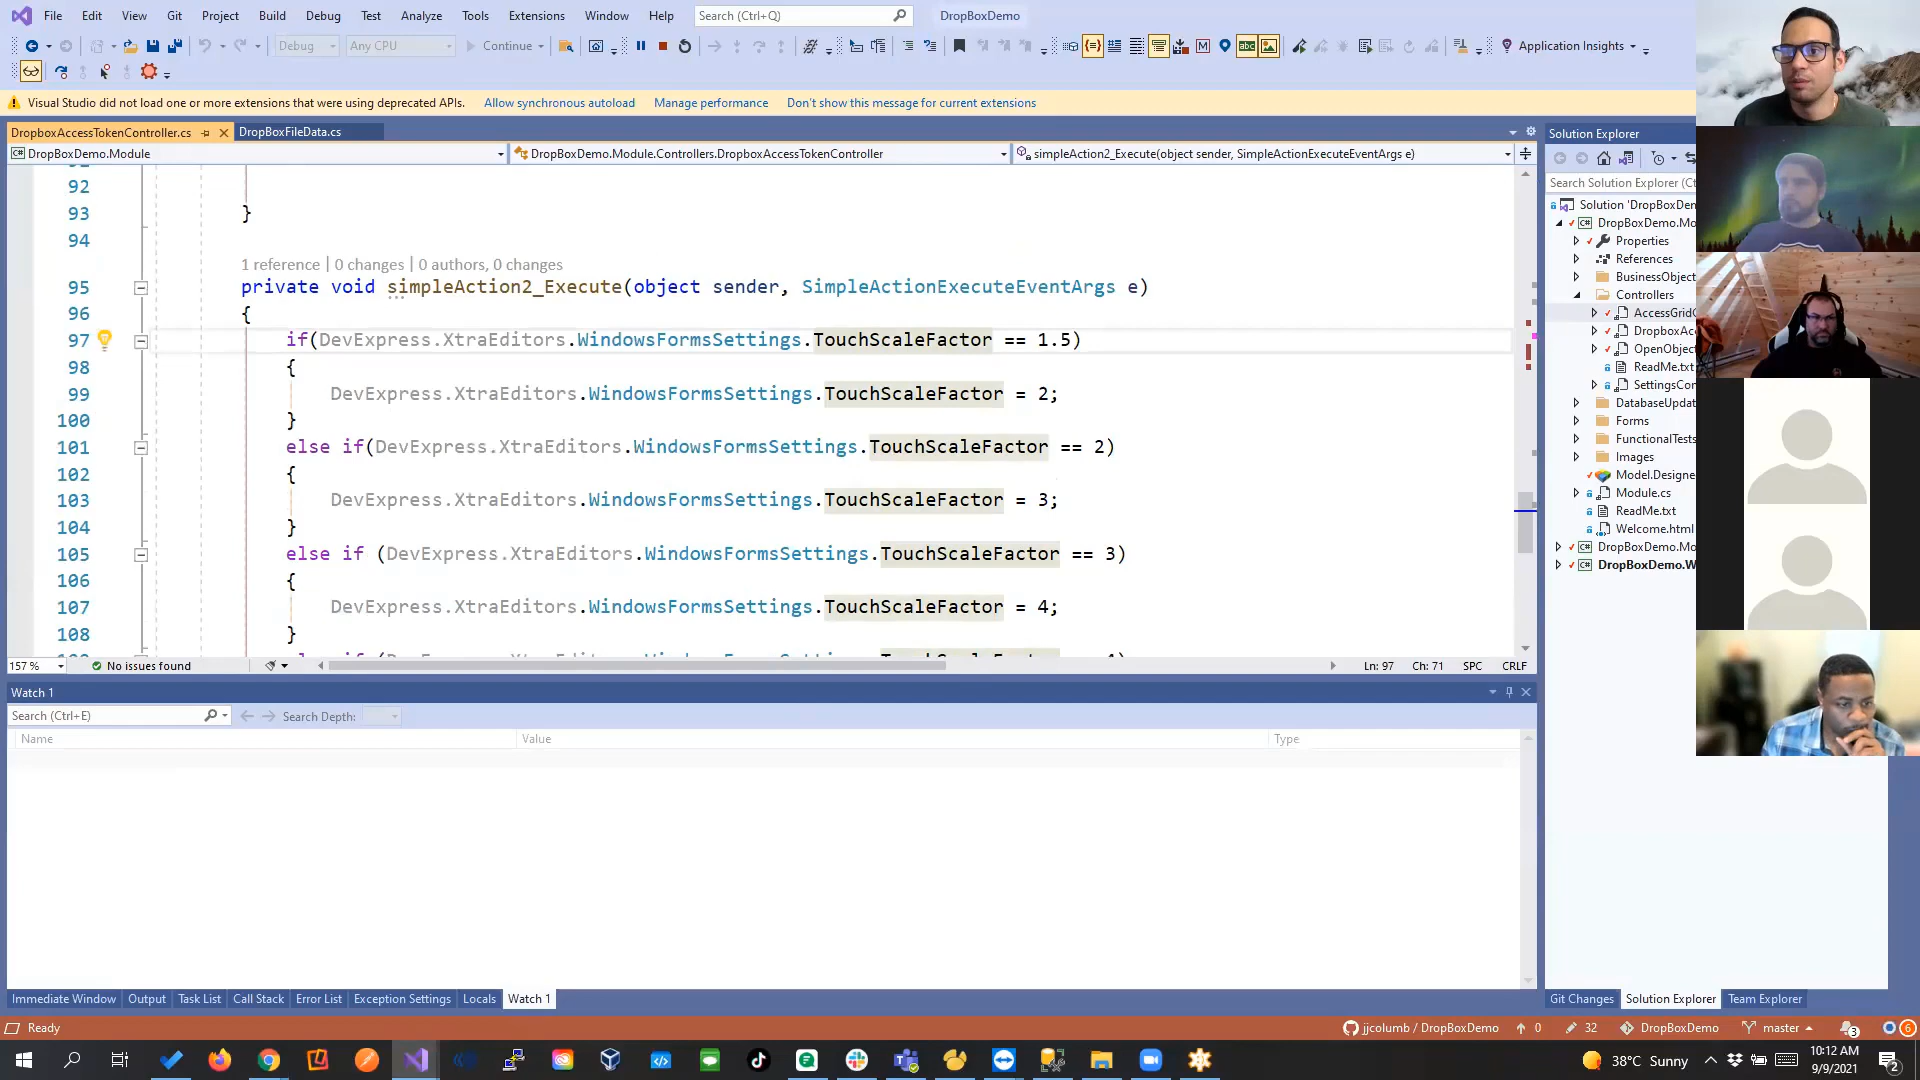 File Edit View Git Project Build Debug Test Analyze Tools Extensions Window Help Search (Ctrl+Q) DropBoxDemo
Debug Any CPU Continue Application Insights
Visual Studio did not load one or more extensions that were using deprecated APIs. Allow synchronous autoload Manage performance Don't show this message for current extensions
DropboxAccessTokenController.cs DropBoxFileData.cs
DropBoxDemo.Module DropBoxDemo.Module.Controllers.DropboxAccessTokenController simpleAction2_Execute(object sender, SimpleActionExecuteEventArgs e)
92
93 }
94
1 reference | 0 changes | 0 authors, 0 changes
95 private void simpleAction2_Execute(object sender, SimpleActionExecuteEventArgs e)
96 {
97 if(DevExpress.XtraEditors.WindowsFormsSettings.TouchScaleFactor == 1.5)
98 {
99 DevExpress.XtraEditors.WindowsFormsSettings.TouchScaleFactor = 2;
100 }
101 else if(DevExpress.XtraEditors.WindowsFormsSettings.TouchScaleFactor == 2)
102 {
103 DevExpress.XtraEditors.WindowsFormsSettings.TouchScaleFactor = 3;
104 }
105 else if (DevExpress.XtraEditors.WindowsFormsSettings.TouchScaleFactor == 3)
106 {
107 DevExpress.XtraEditors.WindowsFormsSettings.TouchScaleFactor = 4;
108 }
157 % No issues found Ln: 97 Ch: 71 SPC CRLF
Watch 1
Search (Ctrl+E) Search Depth:
Name Value Type
Immediate Window Output Task List Call Stack Error List Exception Settings Locals Watch 1
Solution Explorer
Search Solution Explorer (Ct
Solution 'DropBoxDen
DropBoxDemo.Mo
Properties
References
BusinessObject
Controllers
AccessGridC
DropboxAcc
OpenObject
ReadMe.txt
SettingsCon
DatabaseUpdat
Forms
FunctionalTests
Images
Model.Designe
Module.cs
ReadMe.txt
Welcome.html
DropBoxDemo.Mo
DropBoxDemo.W
Git Changes Solution Explorer Team Explorer
Ready jjcolumb / DropBoxDemo 0 32 DropBoxDemo master 3 6
38°C Sunny 10:12 AM
9/9/2021 2